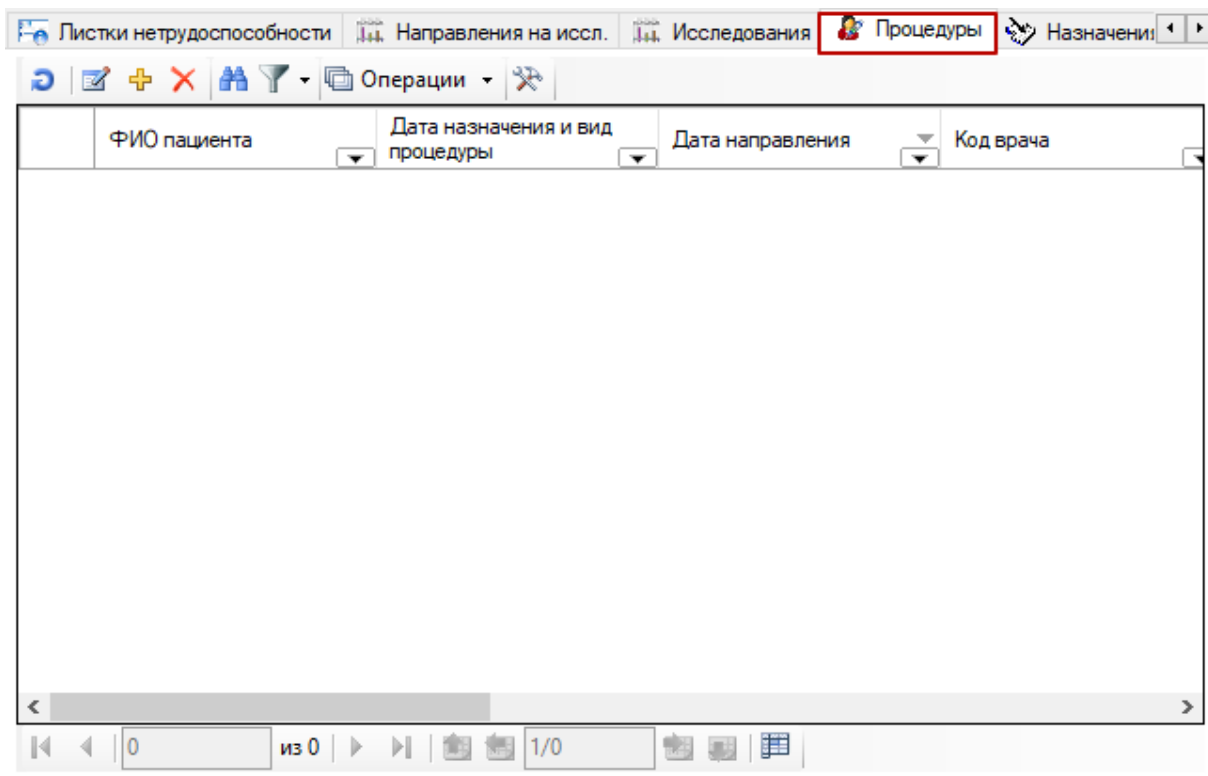 Листки нетрудоспособности Направления на иссл. Исследования Процедуры Назначени
Операции
ФИО пациента Дата назначения и вид процедуры Дата направления Код врача
0 из 0 1/0